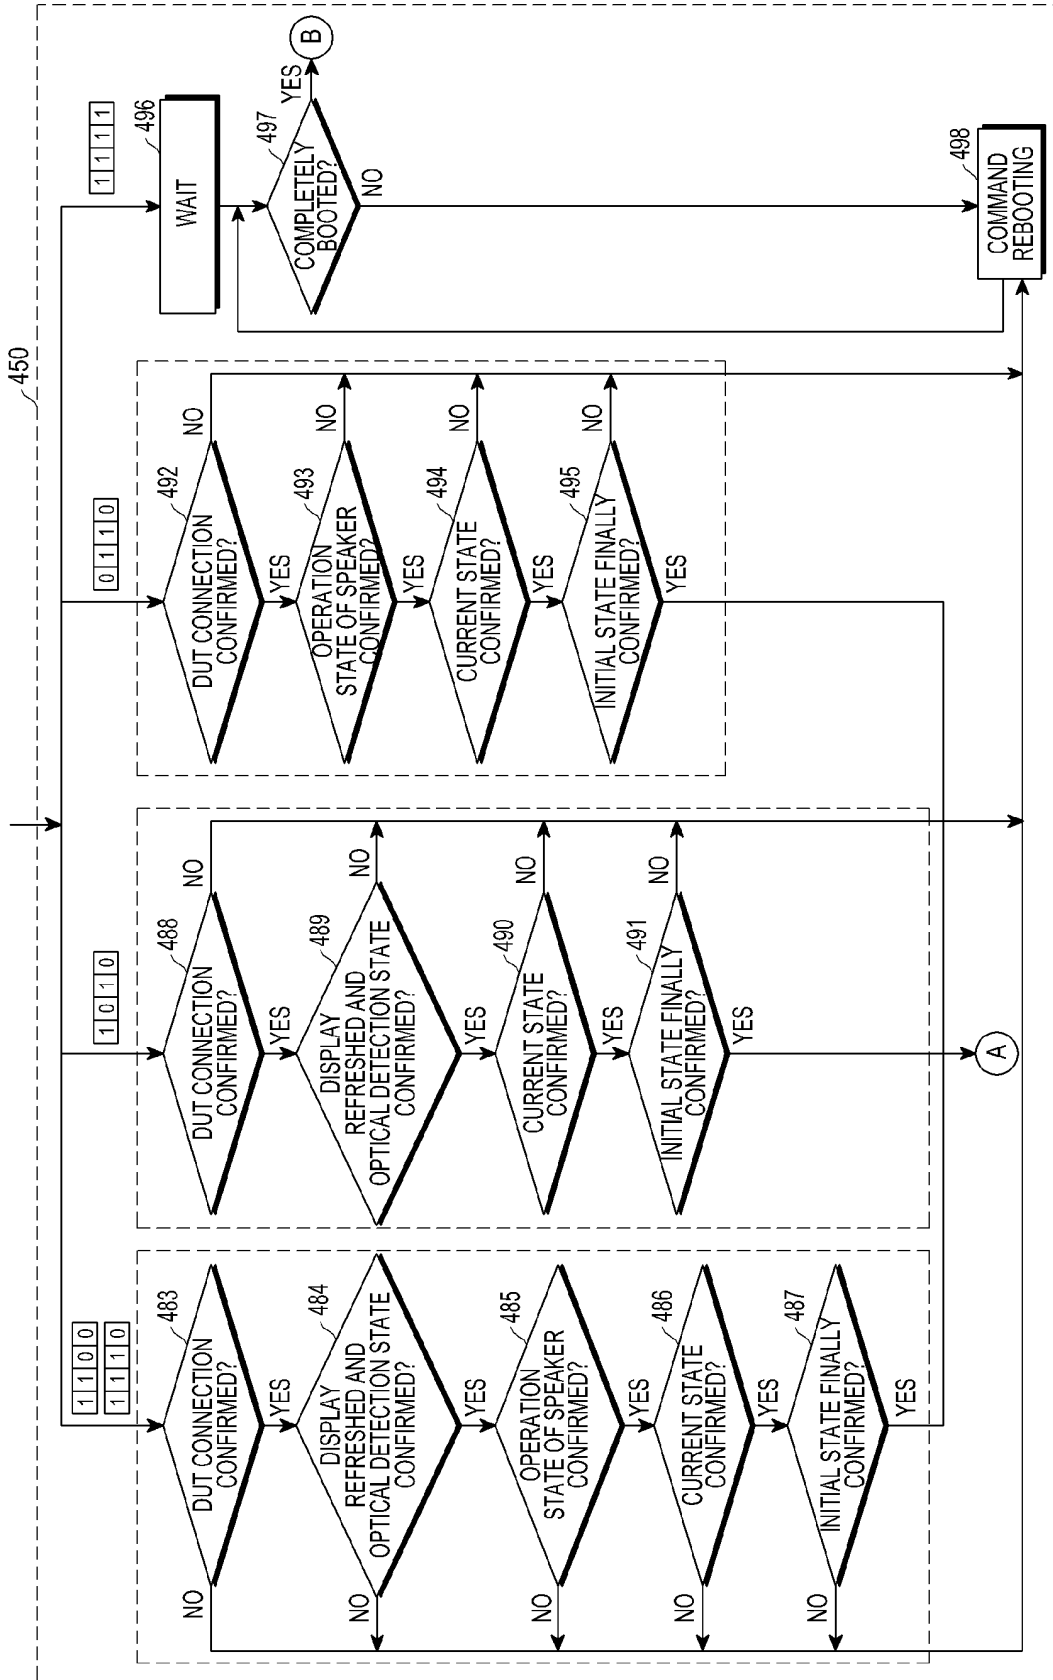 450
1 1 0 0
1 1 1 0
483
DUT CONNECTION
CONFIRMED?
NO
YES
484
DISPLAY
REFRESHED AND
OPTICAL DETECTION STATE
CONFIRMED?
YES
485
OPERATION
STATE OF SPEAKER
CONFIRMED?
NO
YES
486
CURRENT STATE
CONFIRMED?
NO
YES
487
INITIAL STATE FINALLY
CONFIRMED?
NO
YES
1 0 1 0
488
DUT CONNECTION
CONFIRMED?
NO
YES
489
DISPLAY
REFRESHED AND
OPTICAL DETECTION STATE
CONFIRMED?
NO
YES
490
CURRENT STATE
CONFIRMED?
NO
YES
491
INITIAL STATE FINALLY
CONFIRMED?
NO
YES
A
0 1 1 0
492
DUT CONNECTION
CONFIRMED?
NO
YES
493
OPERATION
STATE OF SPEAKER
CONFIRMED?
NO
YES
494
CURRENT STATE
CONFIRMED?
NO
YES
495
INITIAL STATE FINALLY
CONFIRMED?
NO
YES
1 1 1 1
496
WAIT
497
COMPLETELY
BOOTED?
YES
B
NO
498
COMMAND
REBOOTING